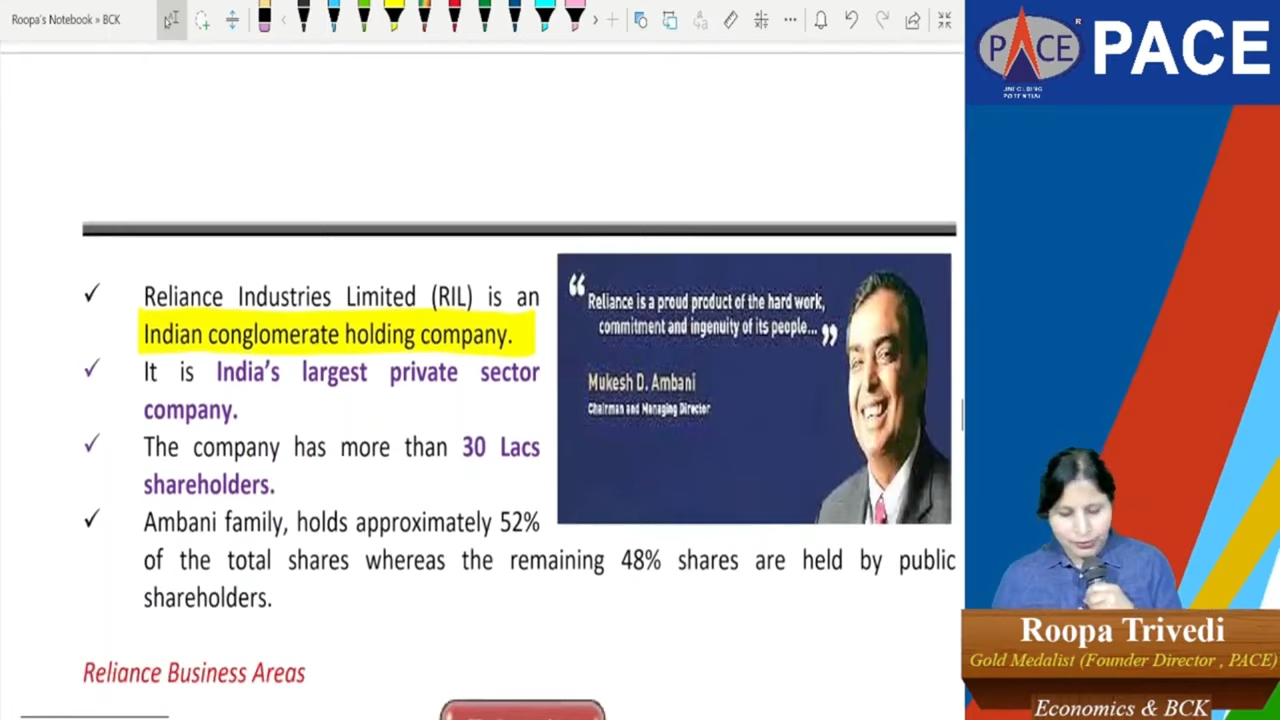 Roopa's Notebook » BCK
PACE
PACE
UNFOLDING
POTENTIAL
✓ Reliance Industries Limited (RIL) is an
Indian conglomerate holding company.
✓ It is India's largest private sector
company.
✓ The company has more than 30 Lacs
shareholders.
✓ Ambani family, holds approximately 52%
of the total shares whereas the remaining 48% shares are held by public
shareholders.
“Reliance is a proud product of the hard work,
commitment and ingenuity of its people...”
Mukesh D. Ambani
Chairman and Managing Director
Reliance Business Areas
Roopa Trivedi
Gold Medalist (Founder Director , PACE)
Economics & BCK